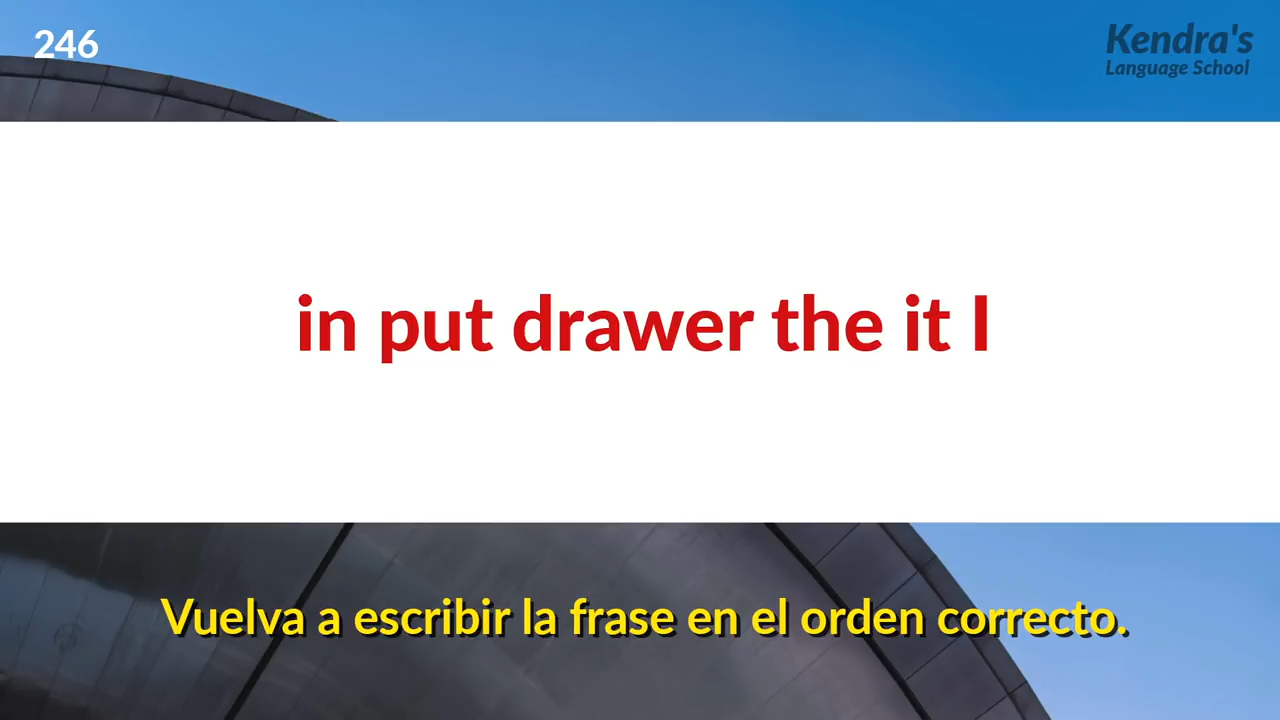 246
Kendra's
Language School
in put drawer the it I
Vuelva a escribir la frase en el orden correcto.